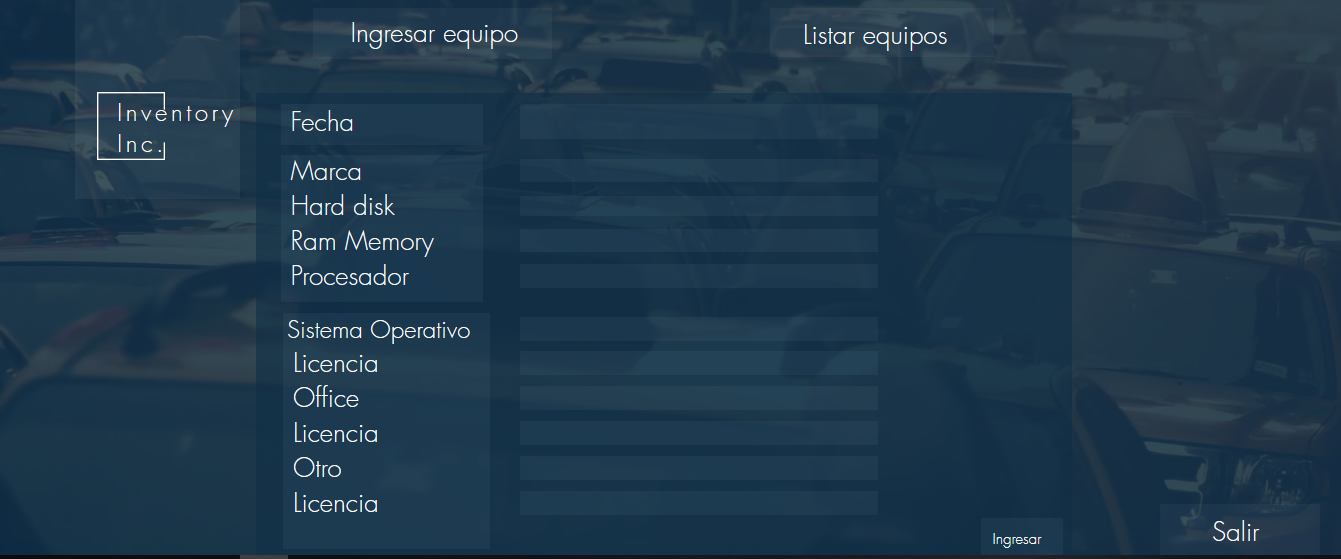 Ingresar equipo
Listar equipos
Inventory
Inc.
Fecha
Marca
Hard disk
Ram Memory
Procesador
Sistema Operativo
Licencia
Office
Licencia
Otro
Licencia
Ingresar
Salir